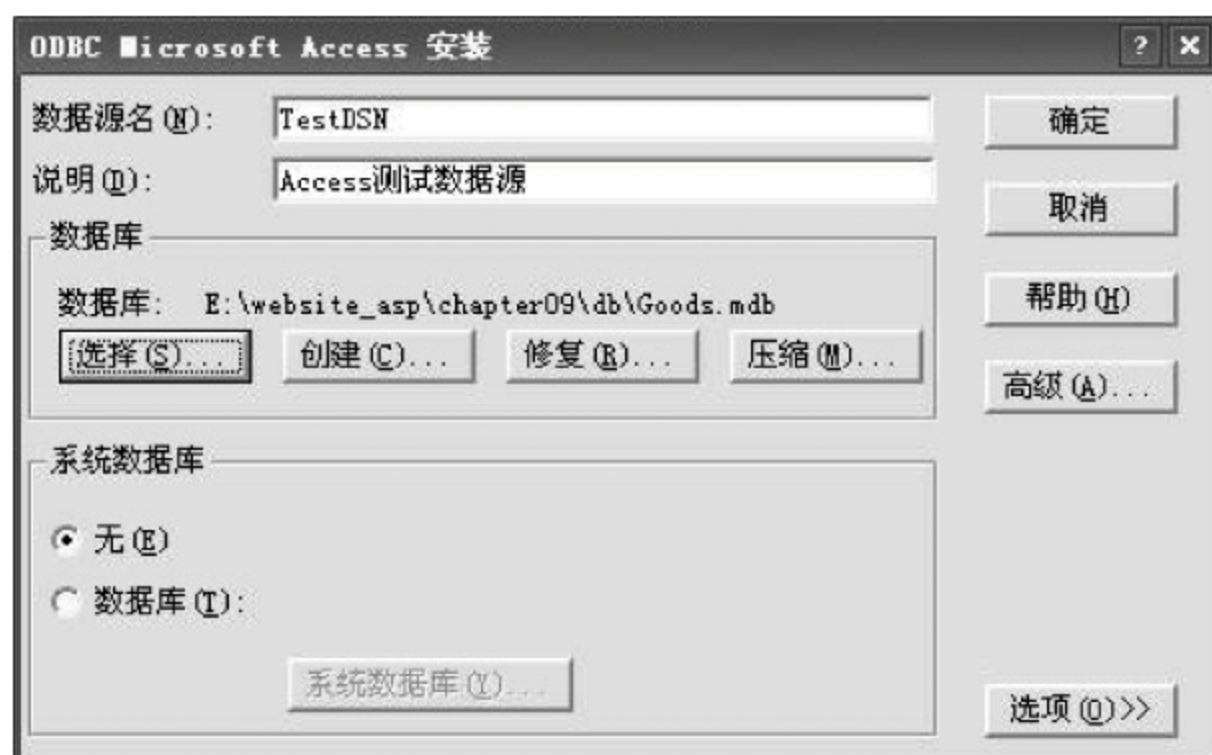 ODBC Microsoft Access 安装
数据源名(N): TestDSN 确定
说明(D): Access测试数据源
取消
数据库
数据库: E:\website_asp\chapter09\db\Goods.mdb
帮助(H)
选择(S)... 创建(C)... 修复(R)... 压缩(M)...
高级(A)...
系统数据库
无(E)
数据库(T):
系统数据库(Y)...
选项(O)>>